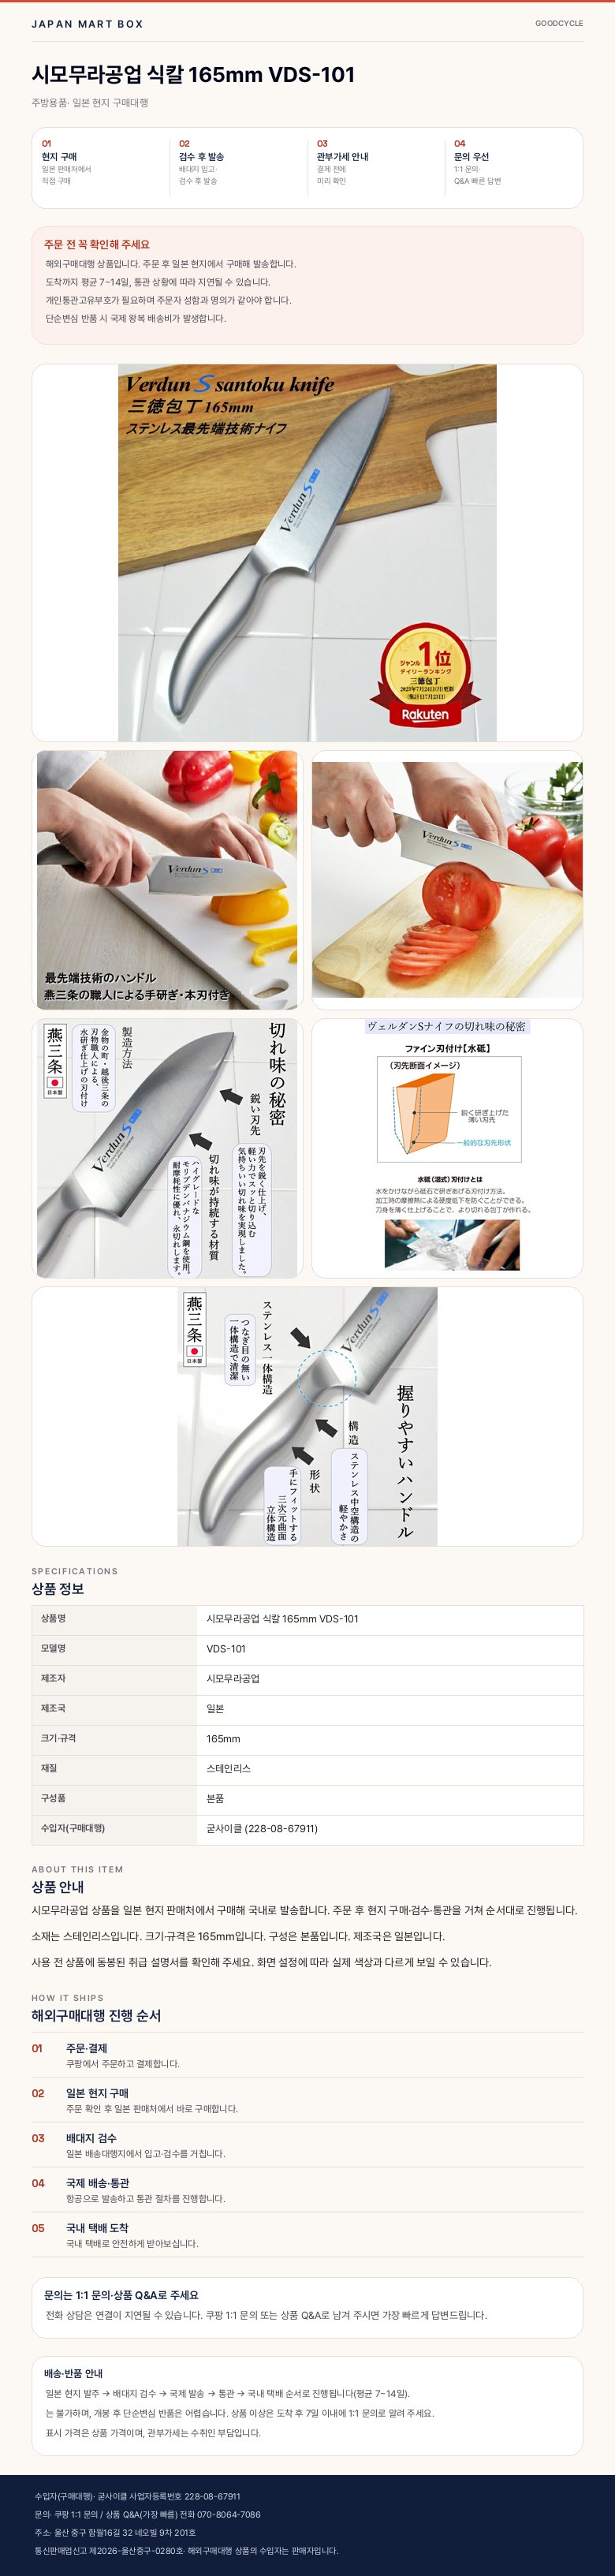 JAPAN MART BOX
GOODCYCLE
시모무라공업 식칼 165mm VDS-101
주방용품· 일본 현지 구매대행
01
현지 구매
일본 판매처에서
직접 구매
02
검수 후 발송
배대지 입고·
검수 후 발송
03
관부가세 안내
결제 전에
미리 확인
04
문의 우선
1:1 문의·
Q&A 빠른 답변
주문 전 꼭 확인해 주세요
해외구매대행 상품입니다. 주문 후 일본 현지에서 구매해 발송합니다.
도착까지 평균 7~14일, 통관 상황에 따라 지연될 수 있습니다.
개인통관고유부호가 필요하며 주문자 성함과 명의가 같아야 합니다.
단순변심 반품 시 국제 왕복 배송비가 발생합니다.
Verdun S santoku knife
三徳包丁 165mm
ステンレス最先端技術ナイフ
Verdun S
ジャンル 1位
デイリーランキング
三徳包丁
2023年7月24日(月)更新
(集計日7月23日)
Rakuten
Verdun S
最先端技術のハンドル
燕三条の職人による手研ぎ・本刃付き
Verdun S
切れ味の秘密
鋭い刃先
刃先を鋭く仕上げ、
軽い力でスッと切り込む
気持ちいい切れ味を実現しました。
切れ味が持続する材質
ハイグレードな
モリブデンバナジウム鋼を使用。
耐摩耗性に優れ、永切れします。
製造方法
金物の町・越後三条の
刃物職人による、
水研ぎ仕上げの刃付け
燕三条
日本製
Verdun S
ヴェルダンSナイフの切れ味の秘密
ファイン刃付け【水砥】
(刃先断面イメージ)
鋭く研ぎ上げた
薄い刃先
一般的な刃先形状
水砥(湿式)刃付けとは
水をかけながら砥石で研ぎあげる刃付け方法。
加工時の摩擦熱による硬度低下を防ぐことができる。
刀身を薄く仕上げることで、より切れる包丁が作れる。
握りやすいハンドル
構造
ステンレス中空構造の
軽やかさ
形状
手にフィットする
三次元曲面
立体構造
ステンレス一体構造
つなぎ目の無い
一体構造で清潔
燕三条
日本製
Verdun S
SPECIFICATIONS
상품 정보
상품명 시모무라공업 식칼 165mm VDS-101
모델명 VDS-101
제조자 시모무라공업
제조국 일본
크기·규격 165mm
재질 스테인리스
구성품 본품
수입자(구매대행) 굳사이클 (228-08-67911)
ABOUT THIS ITEM
상품 안내
시모무라공업 상품을 일본 현지 판매처에서 구매해 국내로 발송합니다. 주문 후 현지 구매·검수·통관을 거쳐 순서대로 진행됩니다.
소재는 스테인리스입니다. 크기·규격은 165mm입니다. 구성은 본품입니다. 제조국은 일본입니다.
사용 전 상품에 동봉된 취급 설명서를 확인해 주세요. 화면 설정에 따라 실제 색상과 다르게 보일 수 있습니다.
HOW IT SHIPS
해외구매대행 진행 순서
01 주문·결제
쿠팡에서 주문하고 결제합니다.
02 일본 현지 구매
주문 확인 후 일본 판매처에서 바로 구매합니다.
03 배대지 검수
일본 배송대행지에서 입고·검수를 거칩니다.
04 국제 배송·통관
항공으로 발송하고 통관 절차를 진행합니다.
05 국내 택배 도착
국내 택배로 안전하게 받아보십니다.
문의는 1:1 문의·상품 Q&A로 주세요
전화 상담은 연결이 지연될 수 있습니다. 쿠팡 1:1 문의 또는 상품 Q&A로 남겨 주시면 가장 빠르게 답변드립니다.
배송·반품 안내
일본 현지 발주 → 배대지 검수 → 국제 발송 → 통관 → 국내 택배 순서로 진행됩니다(평균 7~14일).
는 불가하며, 개봉 후 단순변심 반품은 어렵습니다. 상품 이상은 도착 후 7일 이내에 1:1 문의로 알려 주세요.
표시 가격은 상품 가격이며, 관부가세는 수취인 부담입니다.
수입자(구매대행)· 굳사이클 사업자등록번호 228-08-67911
문의· 쿠팡 1:1 문의 / 상품 Q&A(가장 빠름) 전화 070-8064-7086
주소· 울산 중구 함월16길 32 네오빌 9차 201호
통신판매업신고 제2026-울산중구-0280호· 해외구매대행 상품의 수입자는 판매자입니다.